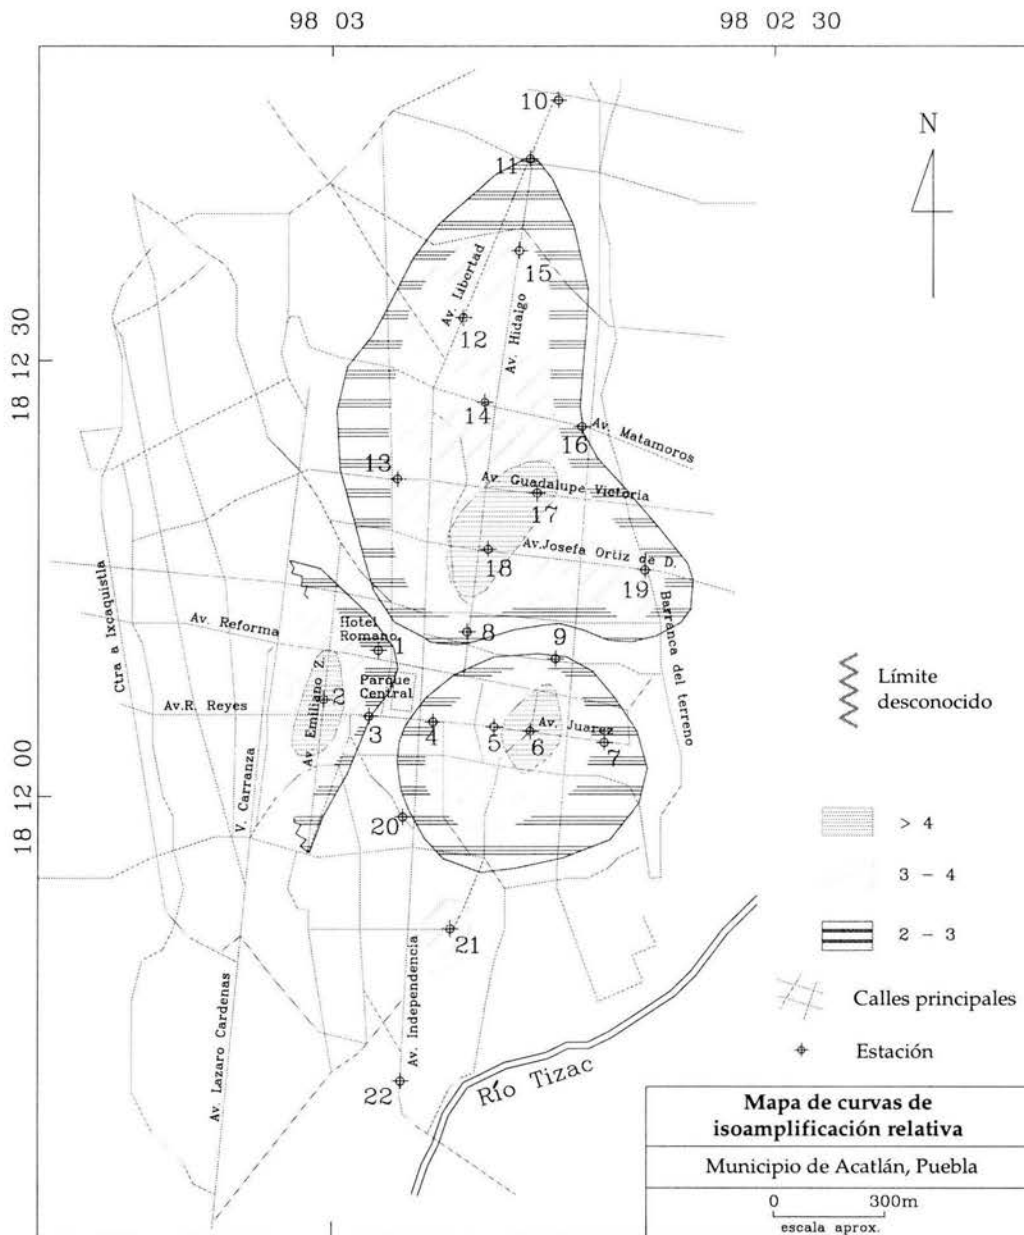 98 03
98 02 30
10
N
11
Av. Libertad
15
18 12 30
12
Av. Hidalgo
14
16
Av. Matamoros
13
Av. Guadalupe Victoria
17
Av.Josefa Ortiz de D.
18
19
Ctra a Ixcaquistla
Av. Reforma
Hotel
Romano
1
8
9
Barranca del terreno
Límite
desconocido
Av. Emiliano Z.
2
Parque
Central
Av.R. Reyes
3
4
5
6
Av. Juarez
7
18 12 00
V. Carranza
20
> 4
3 - 4
2 - 3
21
Av. Independencia
Calles principales
Estación
Av. Lazaro Cardenas
22
Río Tizac
Mapa de curvas de
isoamplificación relativa
Municipio de Acatlán, Puebla
0 300m
escala aprox.